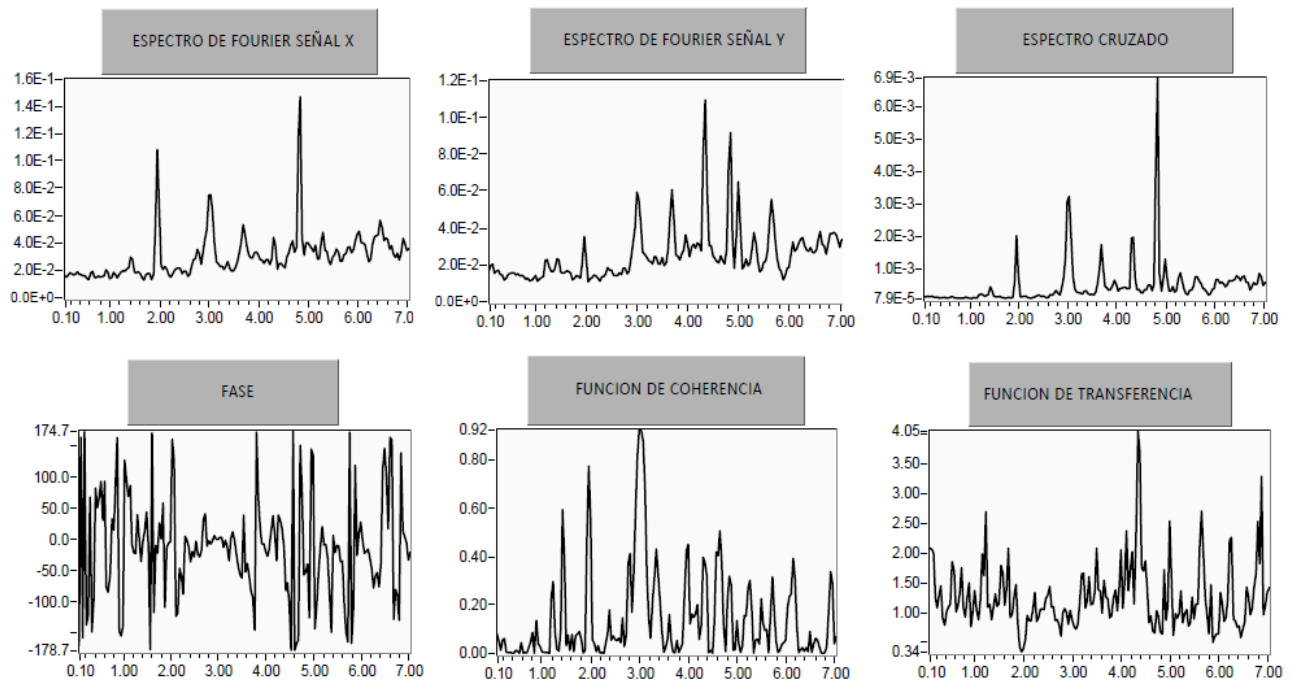 ESPECTRO DE FOURIER SEÑAL X
1.6E-1
1.4E-1
1.2E-1
1.0E-1
8.0E-2
6.0E-2
4.0E-2
2.0E-2
0.0E+0
0.10 1.00 2.00 3.00 4.00 5.00 6.00 7.00
ESPECTRO DE FOURIER SEÑAL Y
1.2E-1
1.0E-1
8.0E-2
6.0E-2
4.0E-2
2.0E-2
0.0E+0
0.10 1.00 2.00 3.00 4.00 5.00 6.00 7.00
ESPECTRO CRUZADO
6.9E-3
6.0E-3
5.0E-3
4.0E-3
3.0E-3
2.0E-3
1.0E-3
7.9E-5
0.10 1.00 2.00 3.00 4.00 5.00 6.00 7.00
FASE
174.7
100.0
50.0
0.0
-50.0
-100.0
-178.7
0.10 1.00 2.00 3.00 4.00 5.00 6.00 7.00
FUNCION DE COHERENCIA
0.92
0.80
0.60
0.40
0.20
0.00
0.10 1.00 2.00 3.00 4.00 5.00 6.00 7.00
FUNCION DE TRANSFERENCIA
4.05
3.50
3.00
2.50
2.00
1.50
1.00
0.34
0.10 1.00 2.00 3.00 4.00 5.00 6.00 7.00